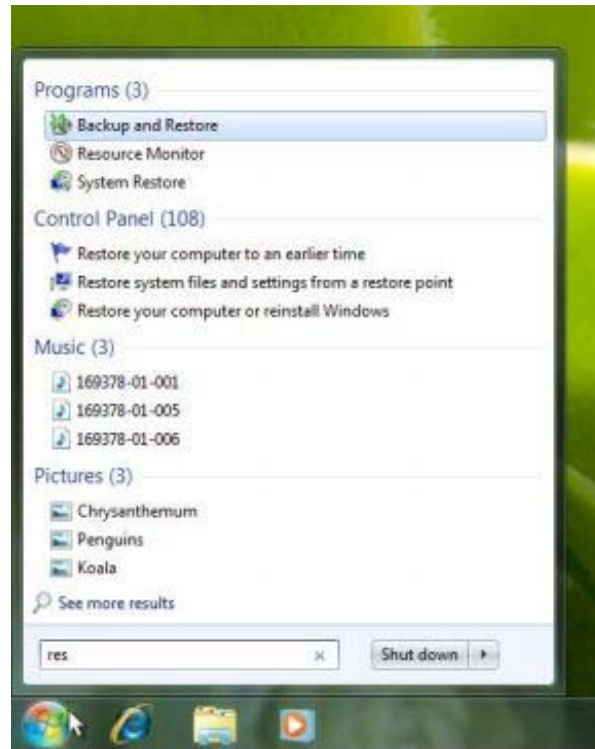 Programs (3)
Backup and Restore
Resource Monitor
System Restore
Control Panel (108)
Restore your computer to an earlier time
Restore system files and settings from a restore point
Restore your computer or reinstall Windows
Music (3)
169378-01-001
169378-01-005
169378-01-006
Pictures (3)
Chrysanthemum
Penguins
Koala
See more results
res
Shut down